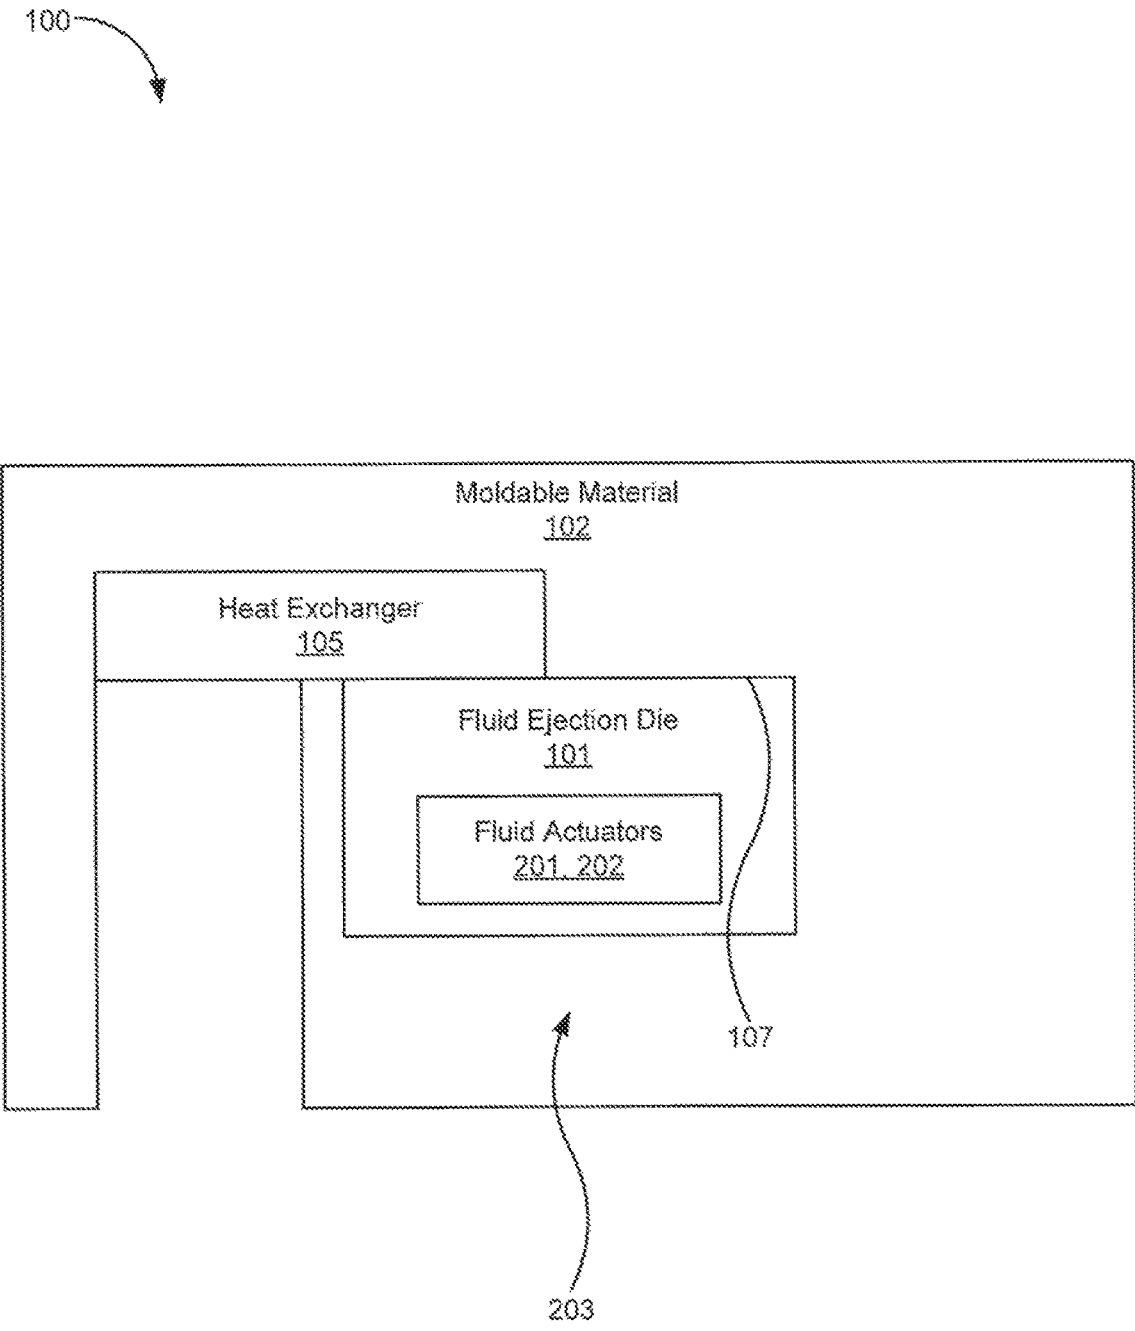 100
Moldable Material
102
Heat Exchanger
105
Fluid Ejection Die
101
Fluid Actuators
201, 202
107
203